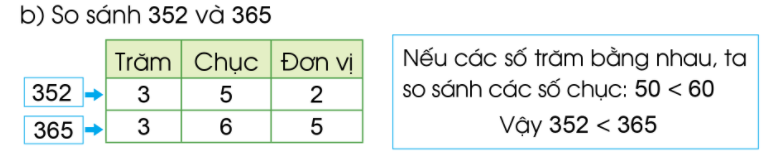 b) So sánh 352 và 365
Trăm Chục Đơn vị
352 3 5 2
365 3 6 5
Nếu các số trăm bằng nhau, ta
so sánh các số chục: 50 < 60
Vậy 352 < 365